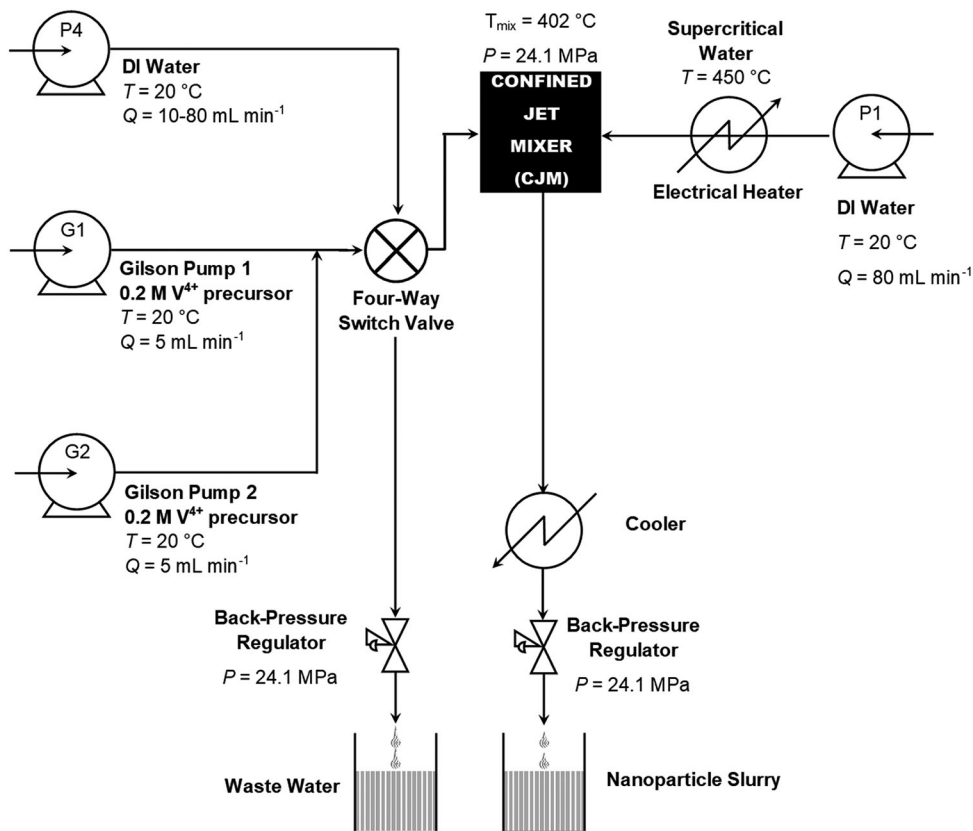 P4
DI Water
T = 20 °C
Q = 10-80 mL min⁻¹
T_mix = 402 °C
P = 24.1 MPa
CONFINED
JET
MIXER
(CJM)
Supercritical
Water
T = 450 °C
Electrical Heater
P1
DI Water
T = 20 °C
Q = 80 mL min⁻¹
G1
Gilson Pump 1
0.2 M V⁴⁺ precursor
T = 20 °C
Q = 5 mL min⁻¹
Four-Way
Switch Valve
G2
Gilson Pump 2
0.2 M V⁴⁺ precursor
T = 20 °C
Q = 5 mL min⁻¹
Cooler
Back-Pressure
Regulator
P = 24.1 MPa
Back-Pressure
Regulator
P = 24.1 MPa
Waste Water
Nanoparticle Slurry